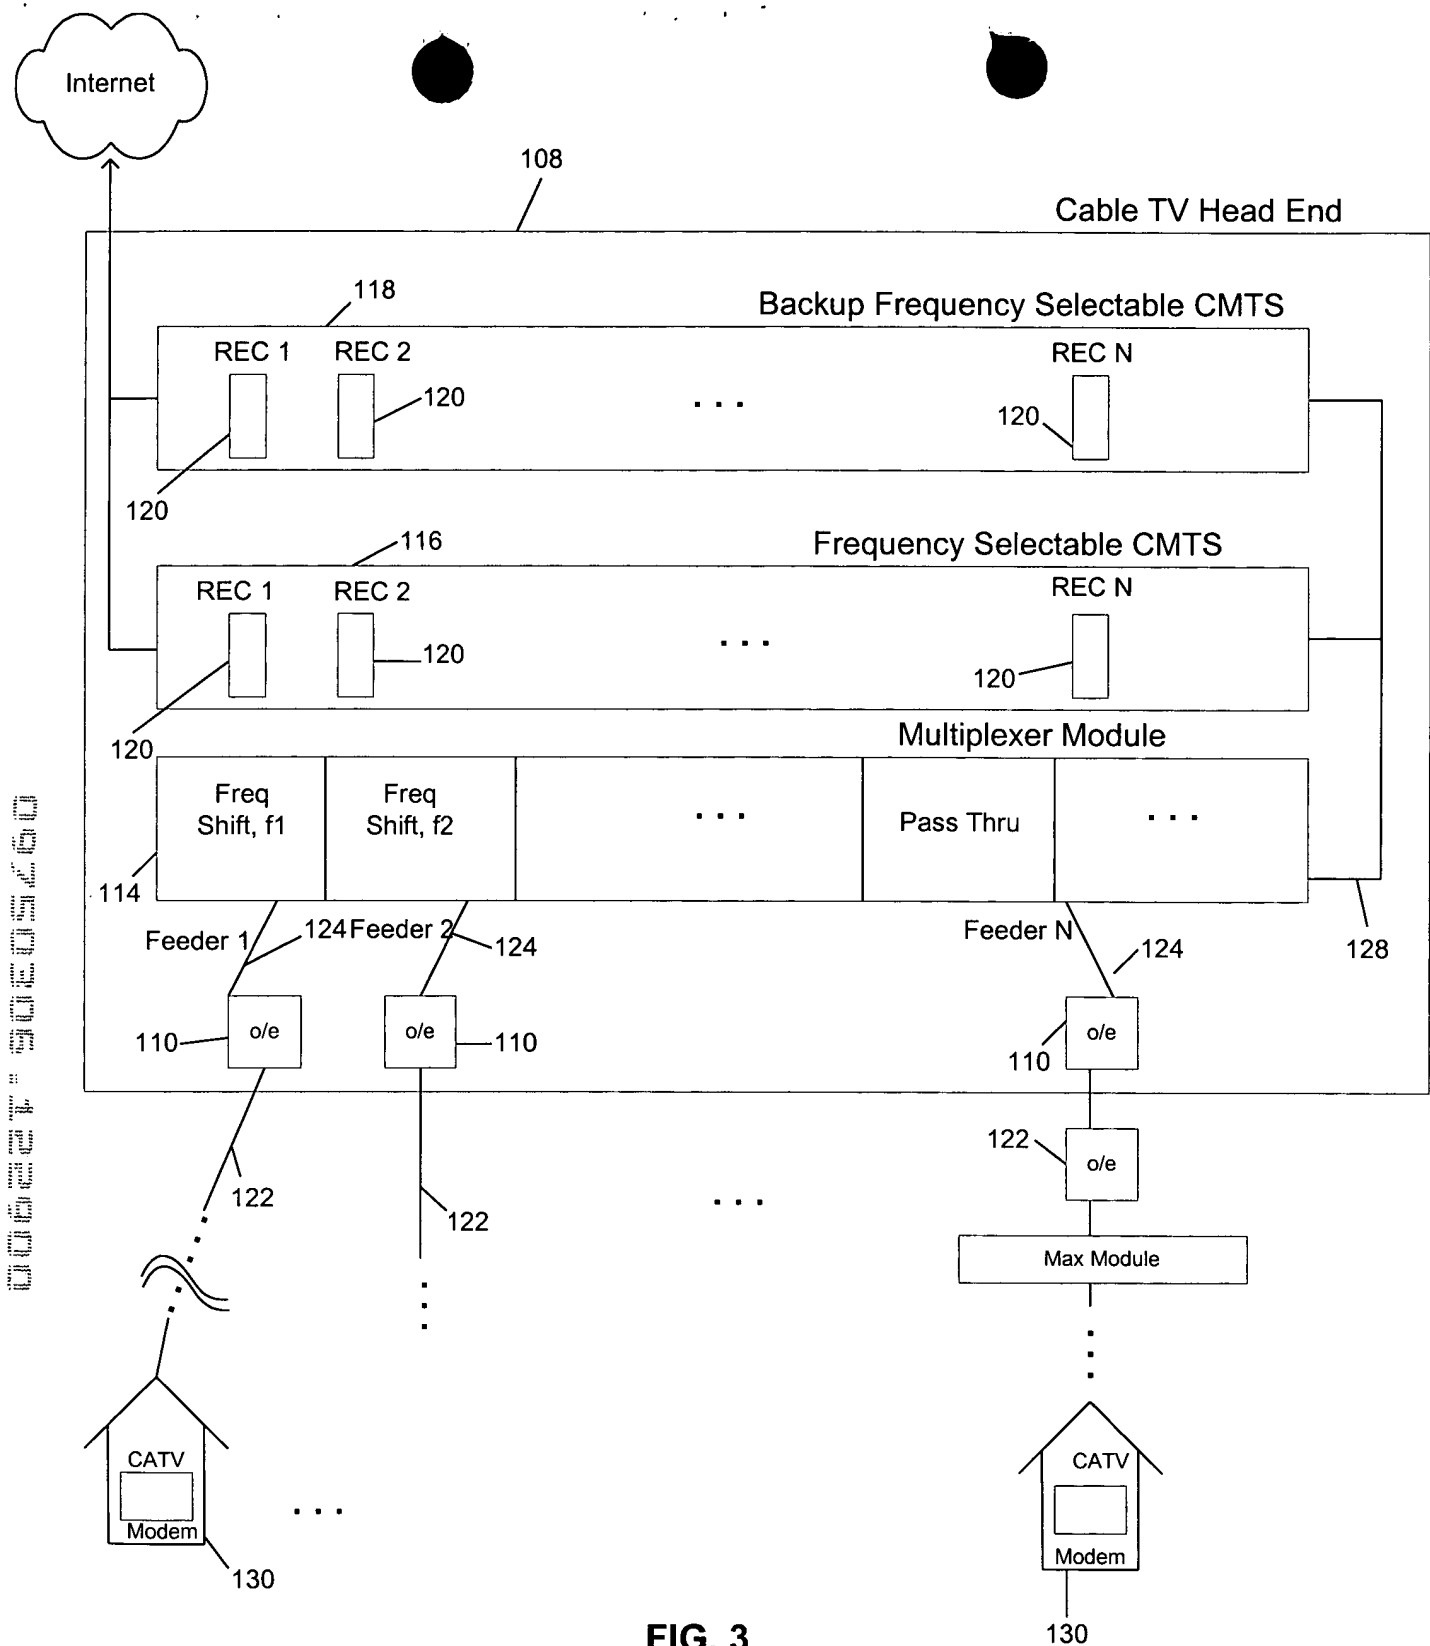 Internet
108
Cable TV Head End
118
Backup Frequency Selectable CMTS
REC 1
REC 2
REC N
120
120
120
116
Frequency Selectable CMTS
REC 1
REC 2
REC N
120
120
120
Multiplexer Module
Freq
Shift, f1
Freq
Shift, f2
. . .
Pass Thru
. . .
114
Feeder 1
124
Feeder 2
124
Feeder N
124
128
o/e
o/e
o/e
110
110
110
122
o/e
122
122
Max Module
CATV
Modem
CATV
Modem
130
130
FIG. 3
09750306.122900